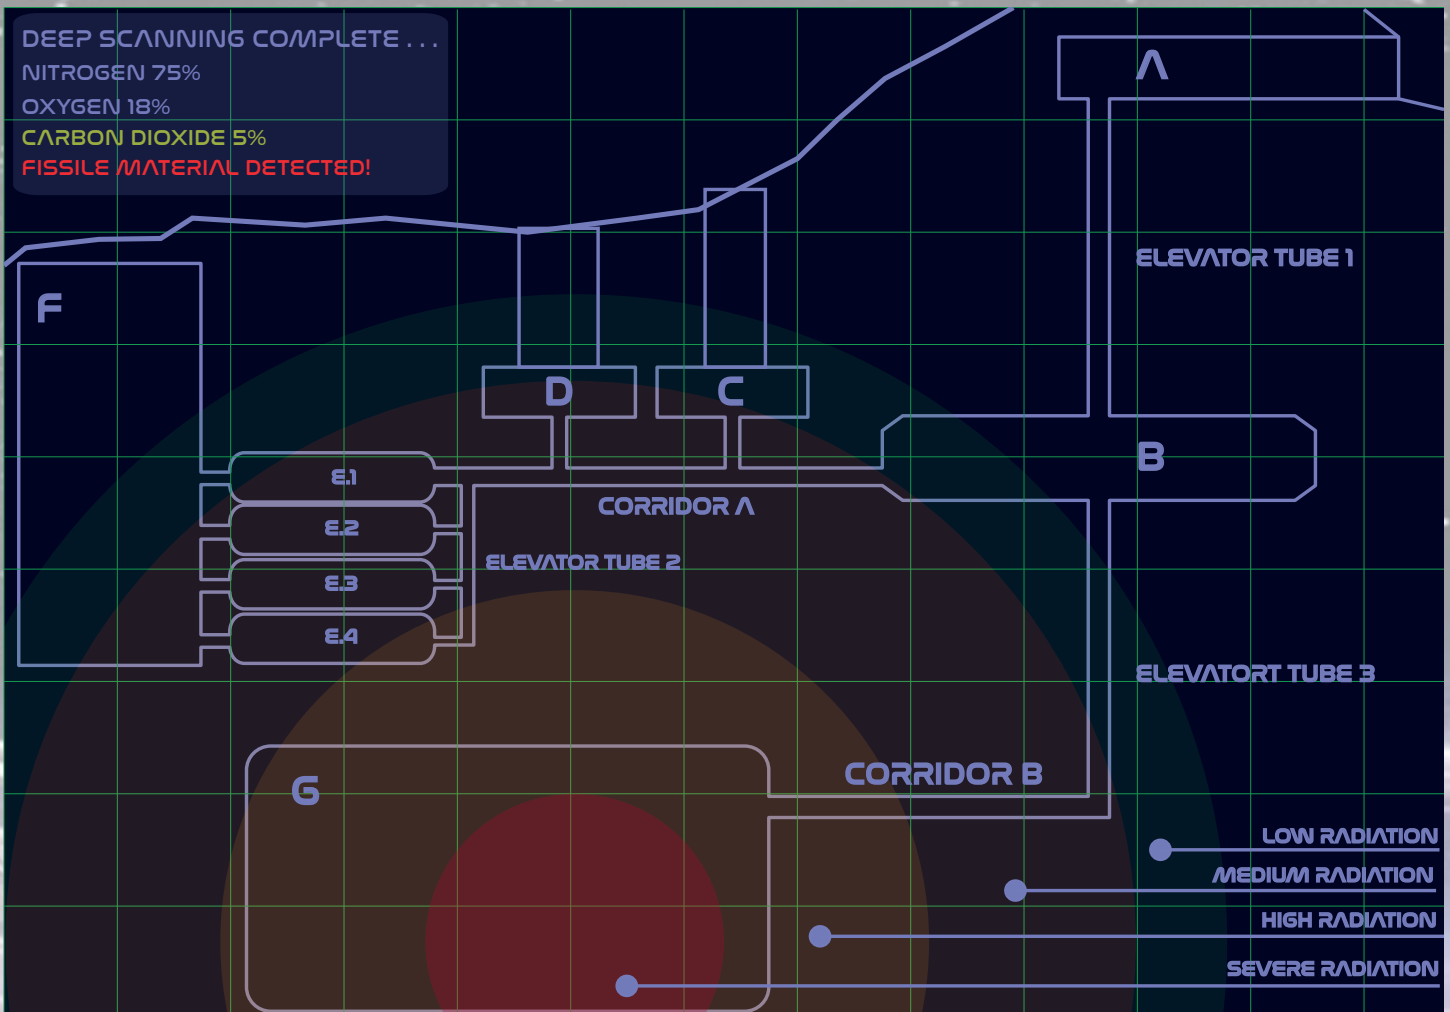 DEEP SCANNING COMPLETE . . .
NITROGEN 75%
OXYGEN 18%
CARBON DIOXIDE 5%
FISSILE MATERIAL DETECTED!
A
ELEVATOR TUBE 1
F
D
C
B
E.1
E.2
E.3
E.4
CORRIDOR A
ELEVATOR TUBE 2
ELEVATORT TUBE 3
G
CORRIDOR B
LOW RADIATION
MEDIUM RADIATION
HIGH RADIATION
SEVERE RADIATION